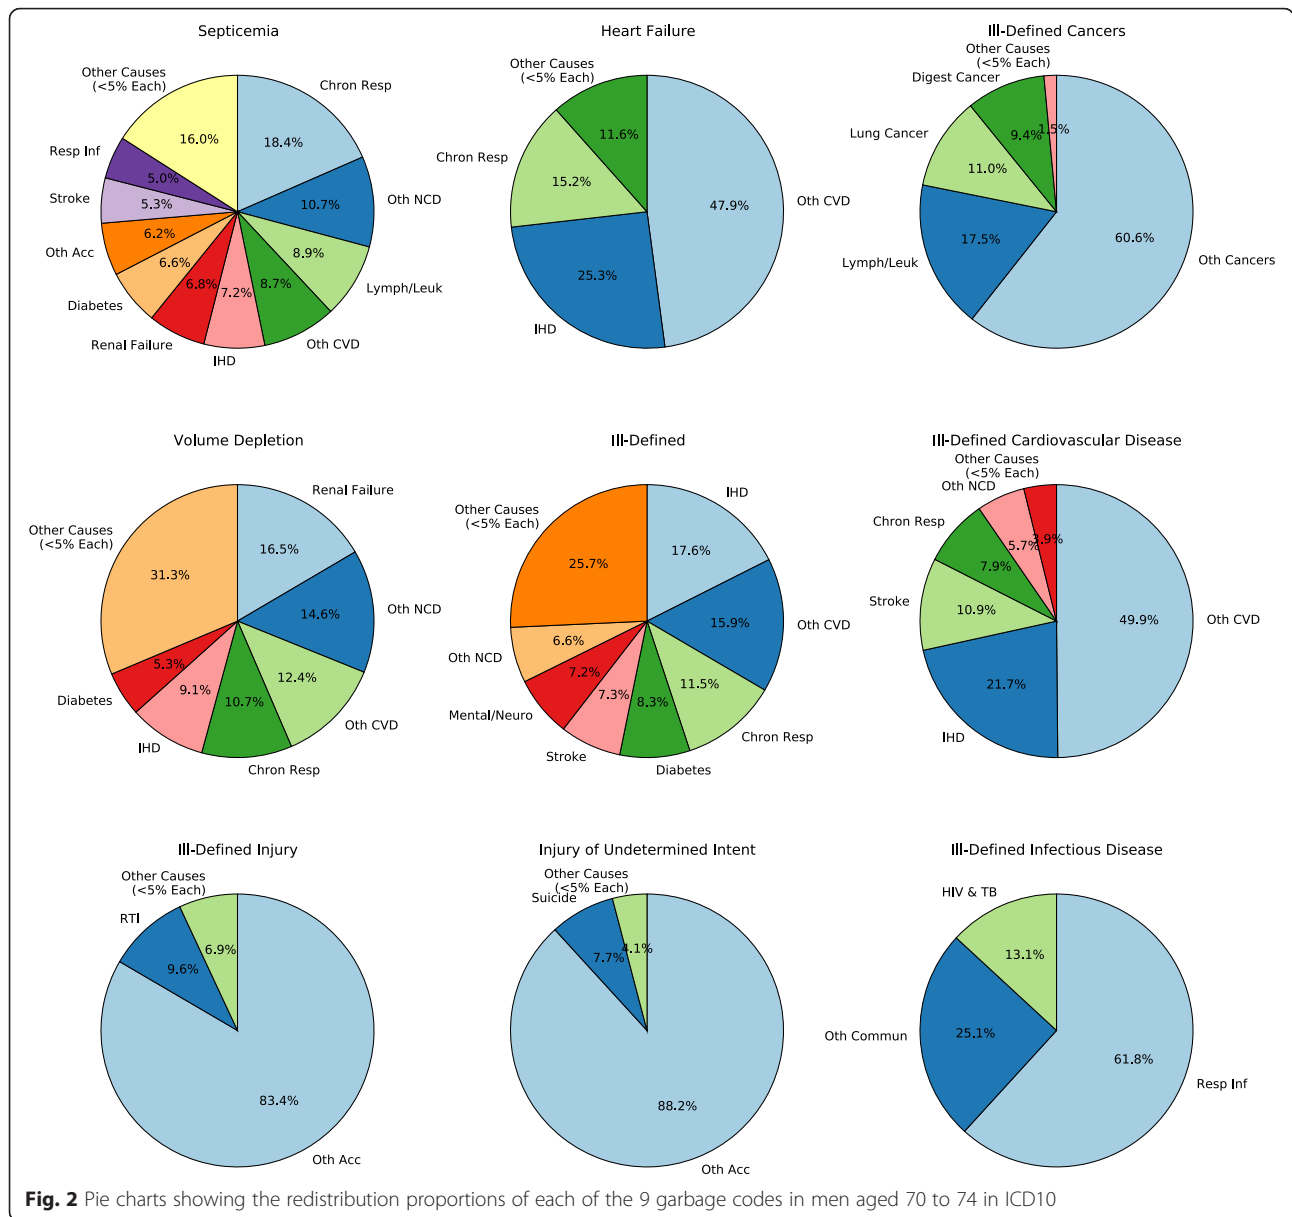 Septicemia
Other Causes
(<5% Each)
Chron Resp
16.0%
18.4%
Resp Inf
5.0%
Stroke
5.3%
10.7%
Oth NCD
Oth Acc
6.2%
8.9%
6.6%
6.8%
7.2%
8.7%
Lymph/Leuk
Diabetes
Renal Failure
IHD
Oth CVD
Heart Failure
Other Causes
(<5% Each)
11.6%
Chron Resp
15.2%
47.9%
Oth CVD
25.3%
IHD
Ill-Defined Cancers
Other Causes
(<5% Each)
Digest Cancer
Lung Cancer
9.4%
1.5%
11.0%
Lymph/Leuk
17.5%
60.6%
Oth Cancers
Volume Depletion
Renal Failure
Other Causes
(<5% Each)
16.5%
31.3%
14.6%
Oth NCD
5.3%
12.4%
Diabetes
9.1%
10.7%
IHD
Oth CVD
Chron Resp
Ill-Defined
IHD
Other Causes
(<5% Each)
17.6%
25.7%
15.9%
Oth CVD
Oth NCD
6.6%
7.2%
11.5%
7.3%
8.3%
Mental/Neuro
Chron Resp
Stroke
Diabetes
Ill-Defined Cardiovascular Disease
Other Causes
(<5% Each)
Oth NCD
Chron Resp
5.7%
3.9%
7.9%
Stroke
10.9%
49.9%
Oth CVD
21.7%
IHD
Ill-Defined Injury
Other Causes
(<5% Each)
RTI
6.9%
9.6%
83.4%
Oth Acc
Injury of Undetermined Intent
Other Causes
(<5% Each)
Suicide
4.1%
7.7%
88.2%
Oth Acc
Ill-Defined Infectious Disease
HIV & TB
13.1%
Oth Commun
25.1%
61.8%
Resp Inf
Fig. 2 Pie charts showing the redistribution proportions of each of the 9 garbage codes in men aged 70 to 74 in ICD10